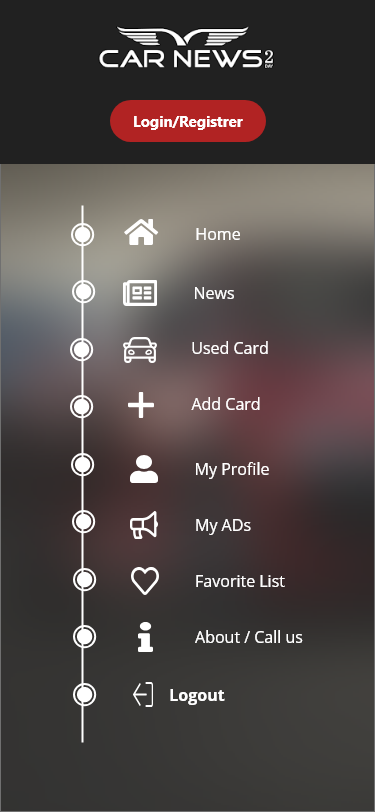 CAR NEWS 2
DAY
Login/Registrer
Home
News
Used Card
Add Card
My Profile
My ADs
Favorite List
About / Call us
Logout